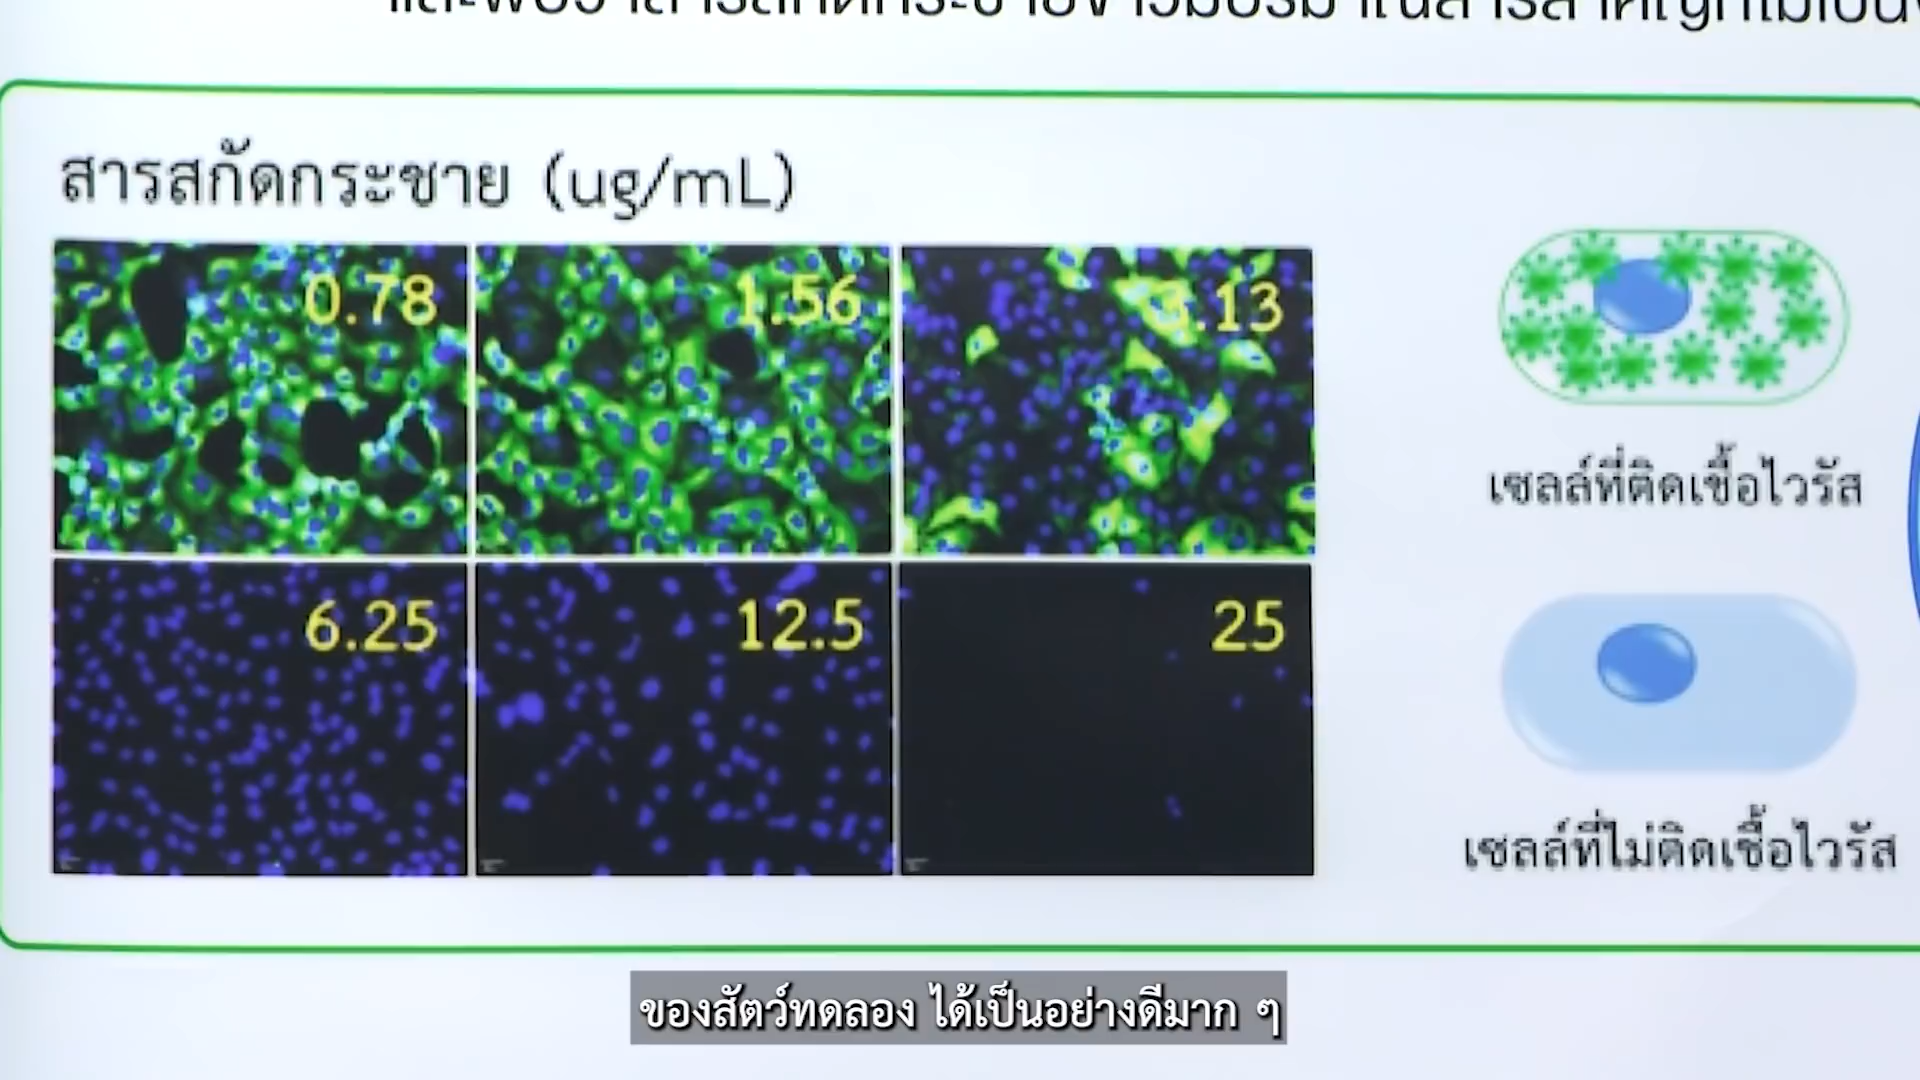 สารสกัดกระชาย (ug/mL)
0.78
1.56
3.13
6.25
12.5
25
เซลล์ที่ติดเชื้อไวรัส
เซลล์ที่ไม่ติดเชื้อไวรัส
ของสัตว์ทดลอง ได้เป็นอย่างดีมาก ๆ